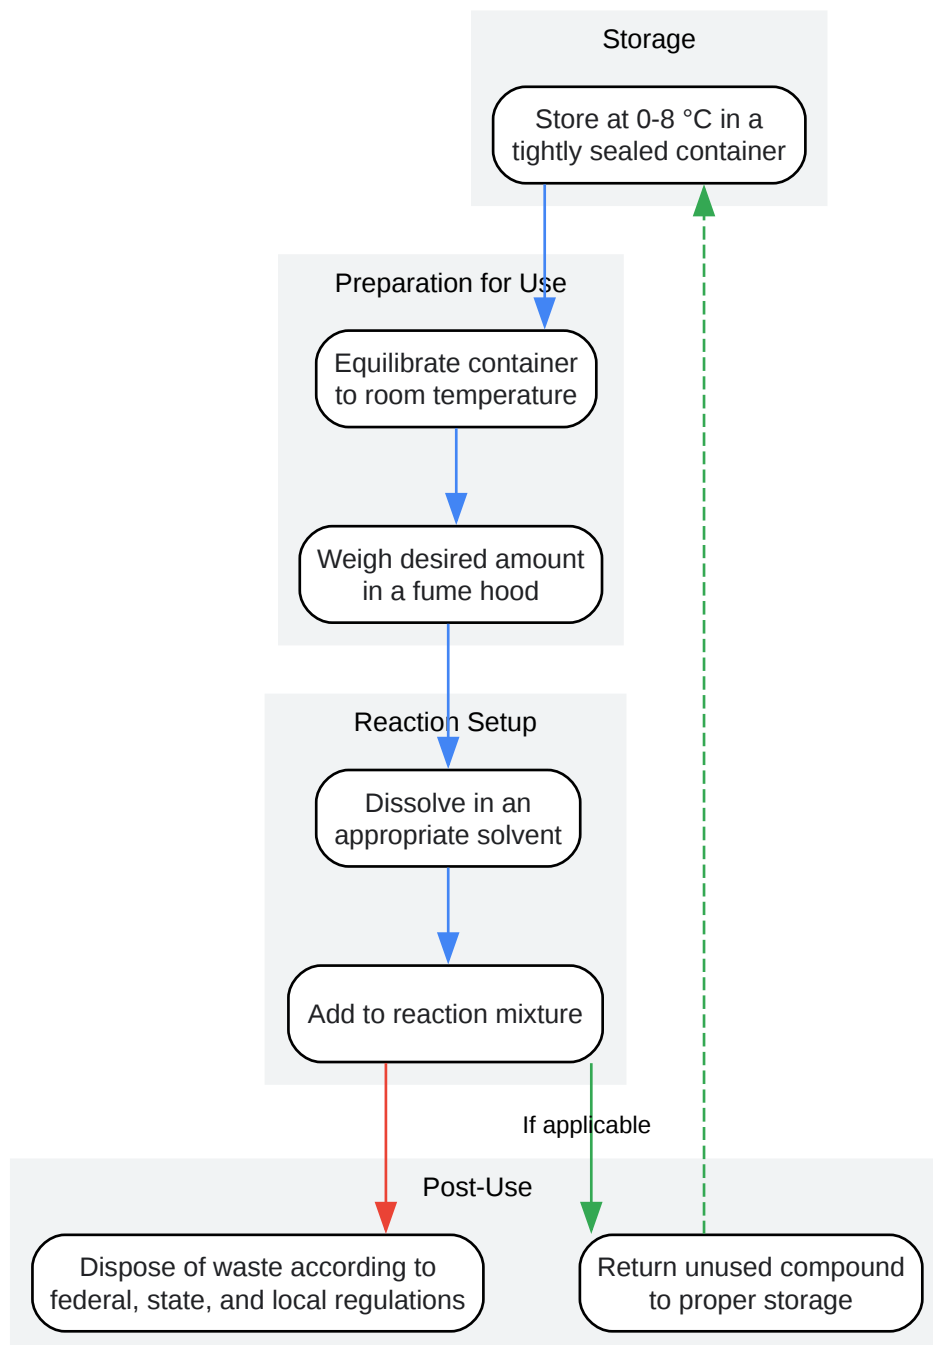 Storage
Store at 0-8 °C in a
tightly sealed container
Preparation for Use
Equilibrate container
to room temperature
Weigh desired amount
in a fume hood
Reaction Setup
Dissolve in an
appropriate solvent
Add to reaction mixture
If applicable
Post-Use
Dispose of waste according to
federal, state, and local regulations
Return unused compound
to proper storage